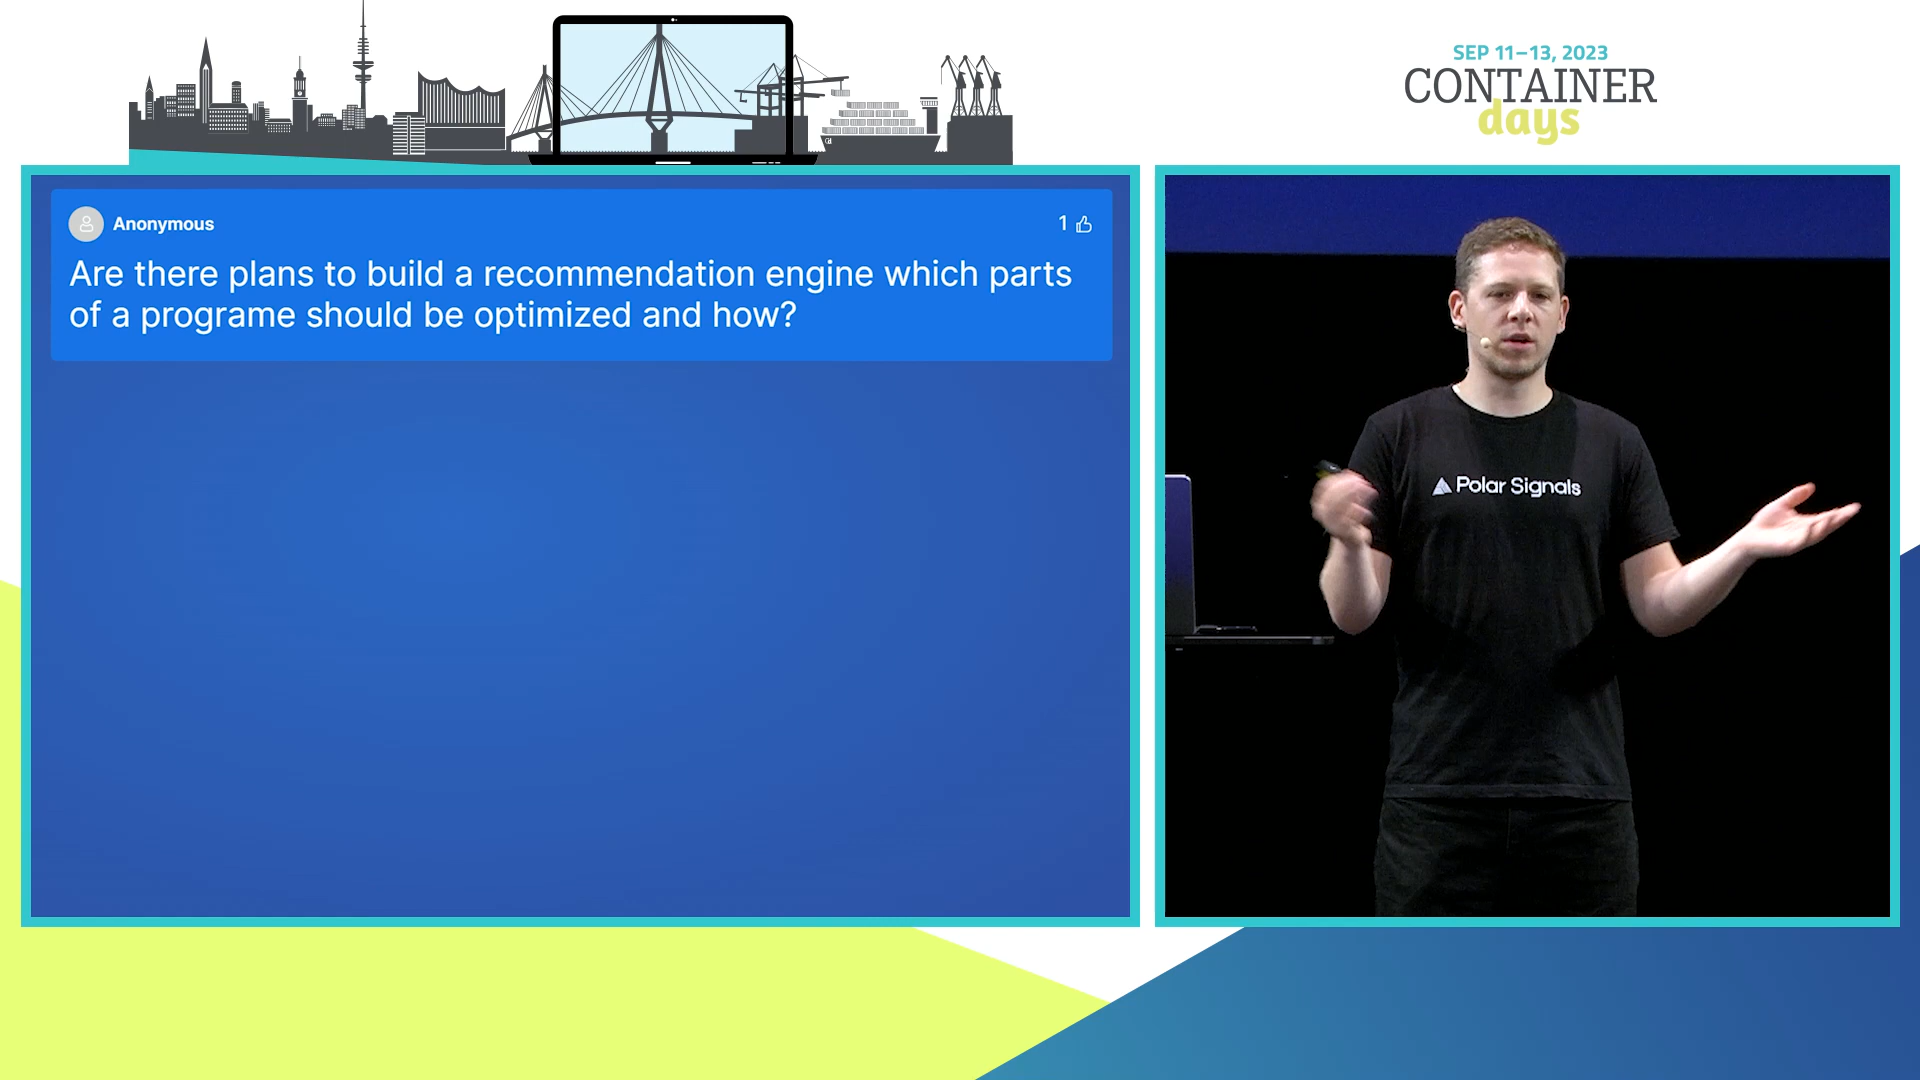 SEP 11–13, 2023
CONTAINER
days
Anonymous
1
Are there plans to build a recommendation engine which parts
of a programe should be optimized and how?
Polar Signals